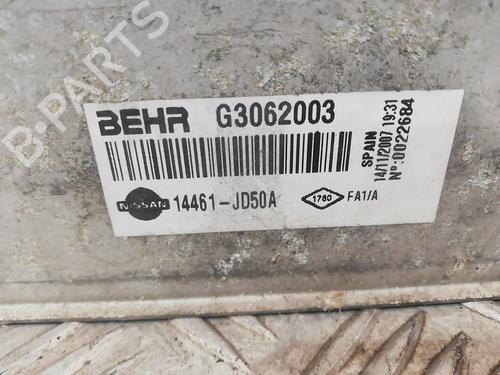 B-PARTS
BEHR G3062003
NISSAN 14461-JD50A 1780 FA1/A
SPAIN
14/11/2007 19:31
Nº:0022684